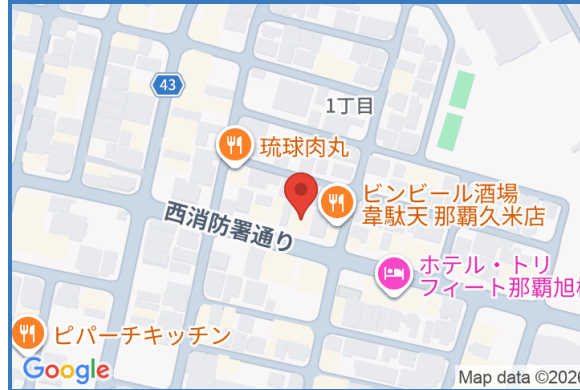 43
1丁目
琉球肉丸
ビンビール酒場
韋駄天 那覇久米店
西消防署通り
ホテル・トリ
フィート那覇旭橋
ピパーチキッチン
Google
Map data ©2026